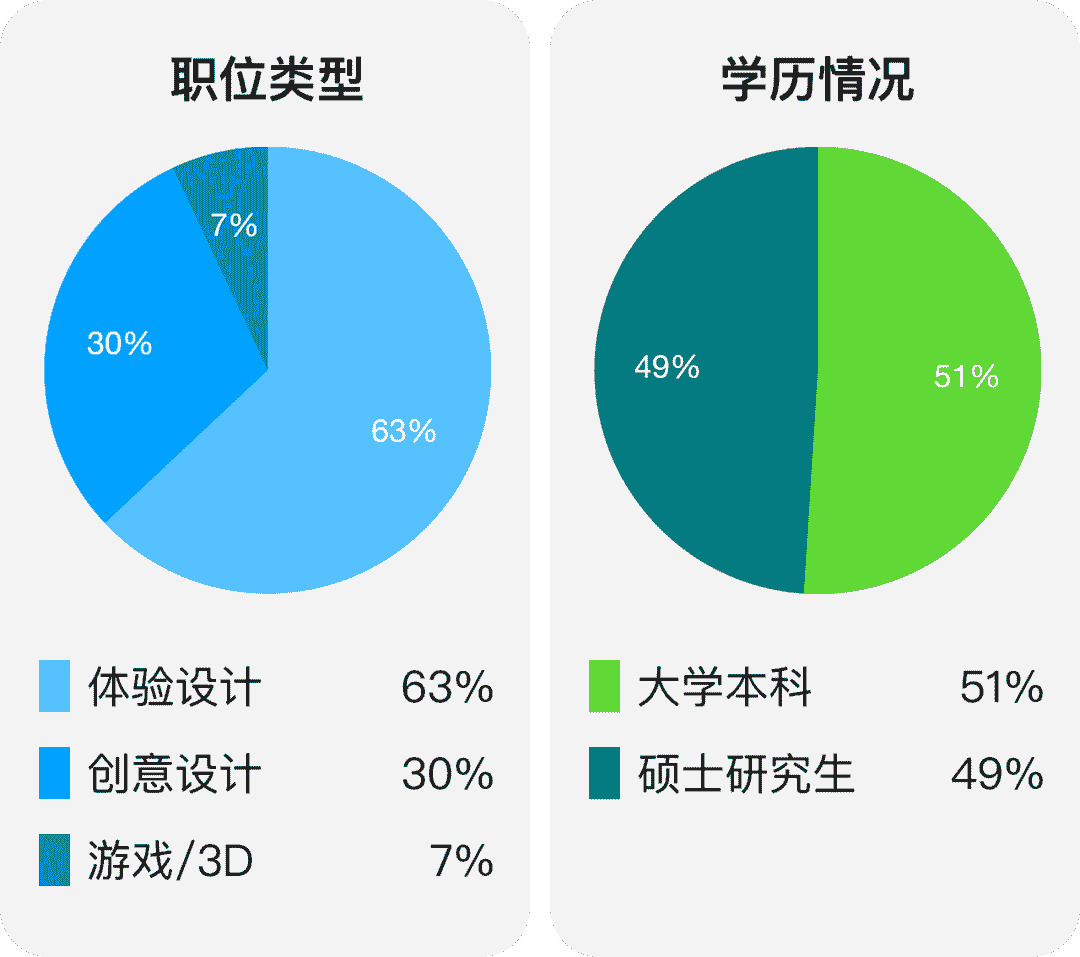 职位类型
7%
30%
63%
体验设计 63%
创意设计 30%
游戏/3D 7%
学历情况
49%
51%
大学本科 51%
硕士研究生 49%